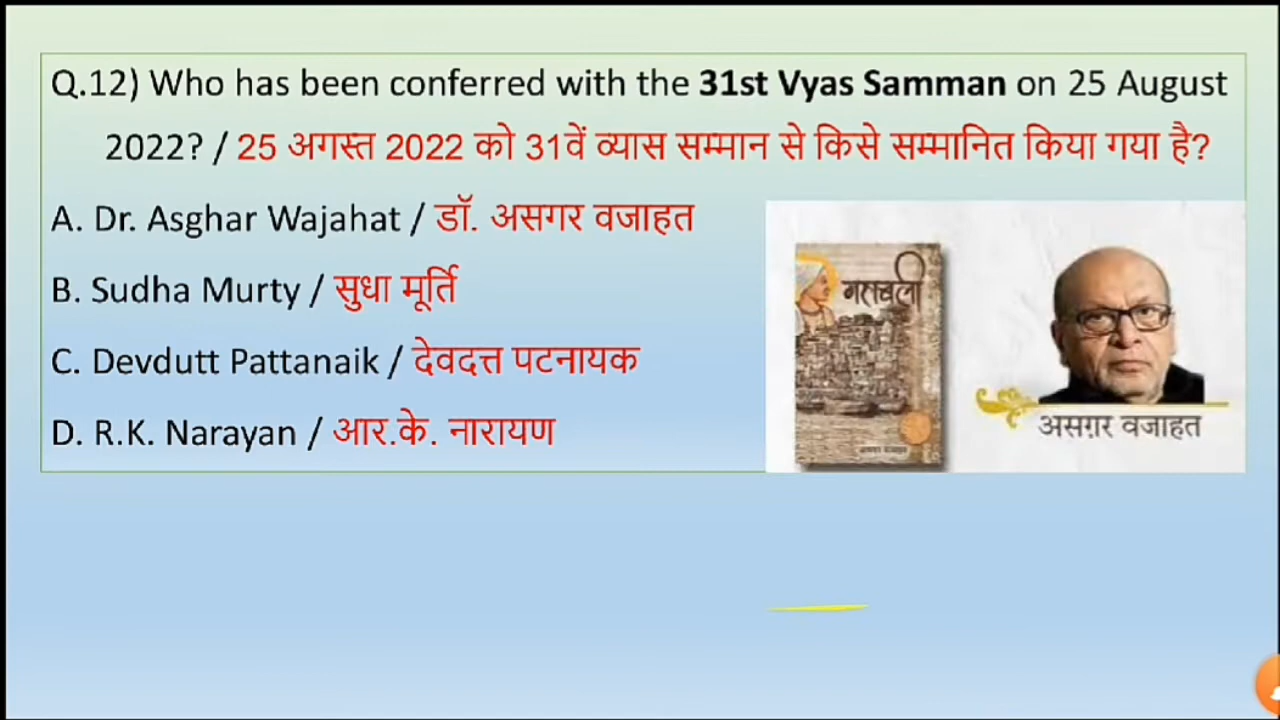 Q.12) Who has been conferred with the 31st Vyas Samman on 25 August
2022? / 25 अगस्त 2022 को 31वें व्यास सम्मान से किसे सम्मानित किया गया है?
A. Dr. Asghar Wajahat / डॉ. असगर वजाहत
B. Sudha Murty / सुधा मूर्ति
C. Devdutt Pattanaik / देवदत्त पटनायक
D. R.K. Narayan / आर.के. नारायण
असग़र वजाहत